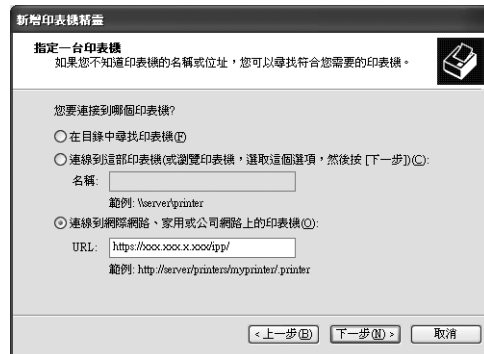 新增印表機精靈
指定一台印表機
如果您不知道印表機的名稱或位址，您可以尋找符合您需要的印表機。
您要連接到哪個印表機?
在目錄中尋找印表機(F)
連線到這部印表機(或瀏覽印表機，選取這個選項，然後按 [下一步])(C):
名稱:
範例: \\server\printer
連線到網際網路、家用或公司網路上的印表機(O):
URL: https://xxx.xxx.x.xxx/ipp/
範例: http://server/printers/myprinter/.printer
<上一步(B) 下一步(N)> 取消